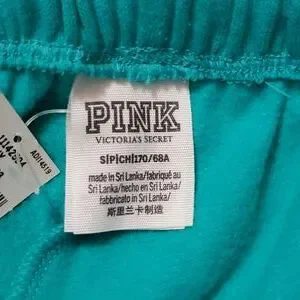 PINK
VICTORIA'S SECRET
S|P|CH|170/68A
made in Sri Lanka/fabriqué au
Sri Lanka/hecho en Sri Lanka/
fabbricato in Sri Lanka/
斯里兰卡制造
ADI14519